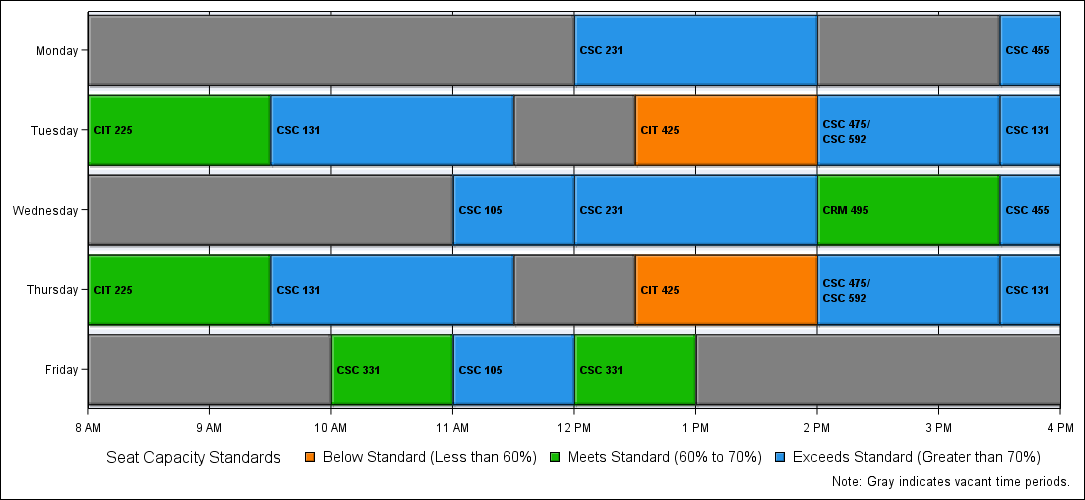 Monday
CSC 231
CSC 455
Tuesday
CIT 225
CSC 131
CIT 425
CSC 475/
CSC 592
CSC 131
Wednesday
CSC 105
CSC 231
CRM 495
CSC 455
Thursday
CIT 225
CSC 131
CIT 425
CSC 475/
CSC 592
CSC 131
Friday
CSC 331
CSC 105
CSC 331
8 AM 9 AM 10 AM 11 AM 12 PM 1 PM 2 PM 3 PM 4 PM
Seat Capacity Standards Below Standard (Less than 60%) Meets Standard (60% to 70%) Exceeds Standard (Greater than 70%)
Note: Gray indicates vacant time periods.